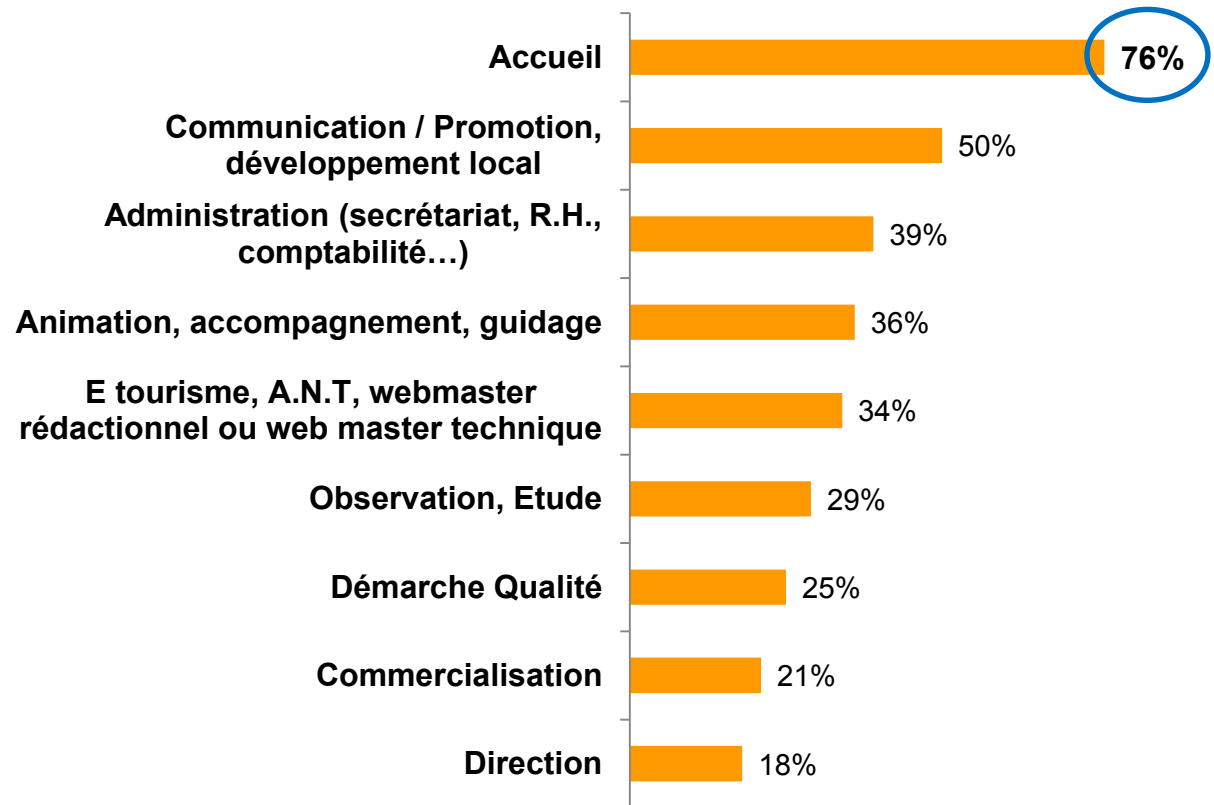 Accueil
76%
Communication / Promotion,
développement local
50%
Administration (secrétariat, R.H.,
comptabilité…)
39%
Animation, accompagnement, guidage
36%
E tourisme, A.N.T, webmaster
rédactionnel ou web master technique
34%
Observation, Etude
29%
Démarche Qualité
25%
Commercialisation
21%
Direction
18%